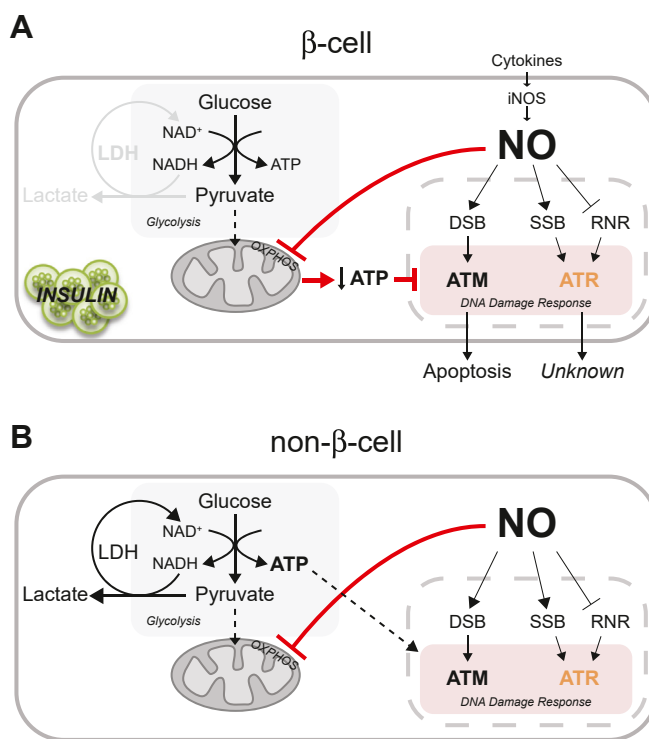 A
β-cell
Cytokines
iNOS
NO
Glucose
NAD⁺
LDH
NADH
ATP
Lactate
Pyruvate
Glycolysis
OXPHOS
DSB
SSB
RNR
INSULIN
↓ ATP
ATM
ATR
DNA Damage Response
Apoptosis
Unknown
B
non-β-cell
Glucose
NO
NAD⁺
LDH
NADH
ATP
Lactate
Pyruvate
Glycolysis
OXPHOS
DSB
SSB
RNR
ATM
ATR
DNA Damage Response